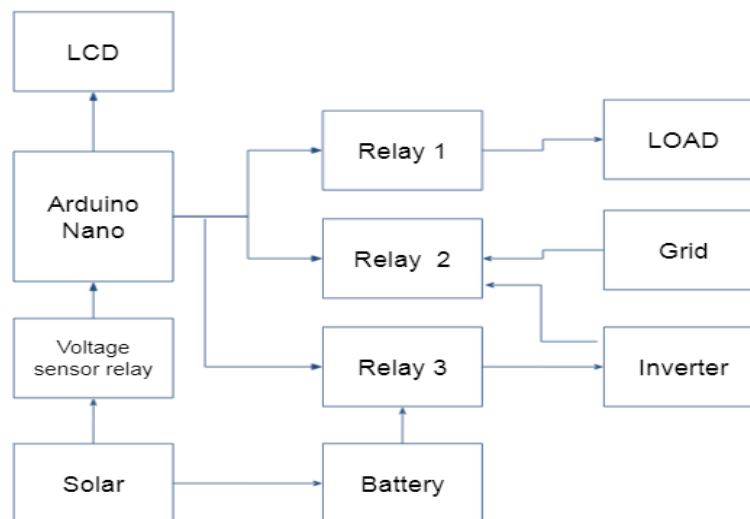 LCD
Relay 1
LOAD
Arduino
Nano
Relay 2
Grid
Voltage
sensor relay
Relay 3
Inverter
Solar
Battery